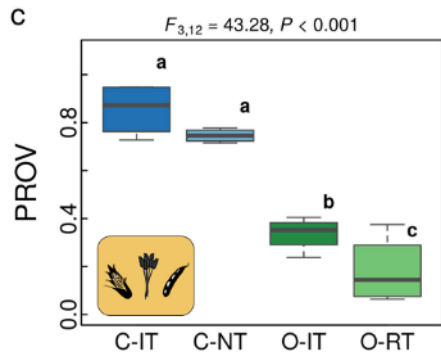 c
F3,12 = 43.28, P < 0.001
PROV
0.8
0.4
0.0
a
a
b
c
C-IT C-NT O-IT O-RT